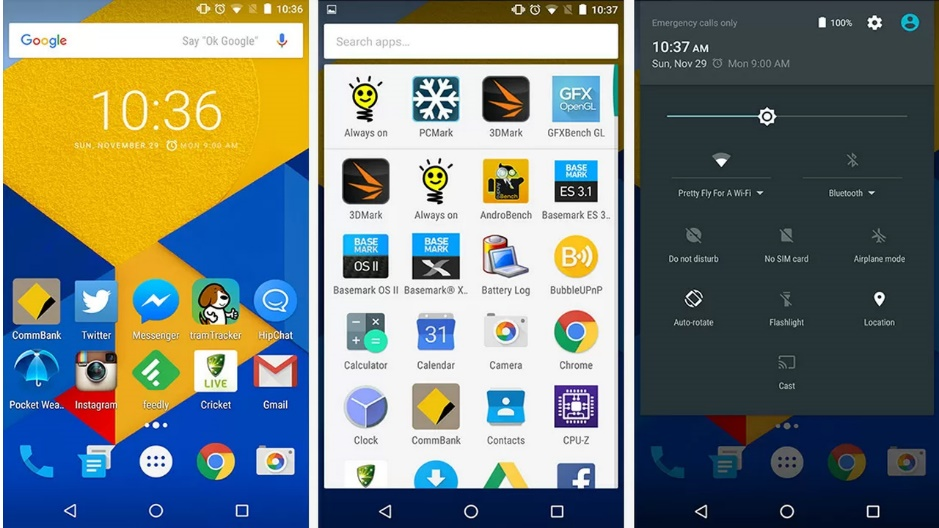 10:36
Google
Say "Ok Google"
10:36
SUN, NOVEMBER 29 MON 9:00 AM
CommBank Twitter Messenger tramTracker HipChat
LIVE
Pocket Wea.. Instagram feedly Cricket Gmail
10:37
Search apps...
GFX
OpenGL
Always on PCMark 3DMark GFXBench GL
BASE
MARK
ES 3.1
3DMark Always on AndroBench Basemark ES 3..
BASE
MARK
OS II
BASE
MARK
X
Basemark OS II Basemark® X.. Battery Log BubbleUPnP
31
Calculator Calendar Camera Chrome
Clock CommBank Contacts CPU-Z
Emergency calls only
100%
10:37 AM
Sun, Nov 29 Mon 9:00 AM
Pretty Fly For A Wi-Fi Bluetooth
Do not disturb No SIM card Airplane mode
Auto-rotate Flashlight Location
Cast